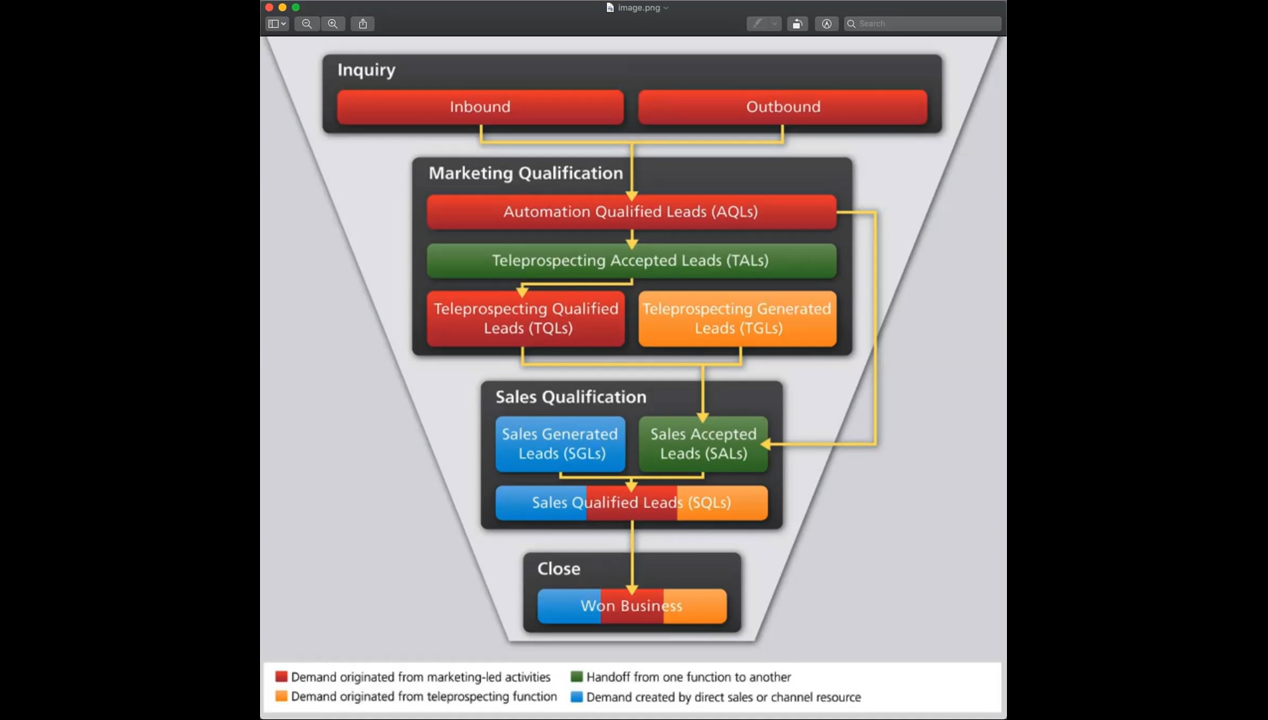 image.png
Search
Inquiry
Inbound
Outbound
Marketing Qualification
Automation Qualified Leads (AQLs)
Teleprospecting Accepted Leads (TALs)
Teleprospecting Qualified
Leads (TQLs)
Teleprospecting Generated
Leads (TGLs)
Sales Qualification
Sales Generated
Leads (SGLs)
Sales Accepted
Leads (SALs)
Sales Qualified Leads (SQLs)
Close
Won Business
Demand originated from marketing-led activities
Handoff from one function to another
Demand originated from teleprospecting function
Demand created by direct sales or channel resource